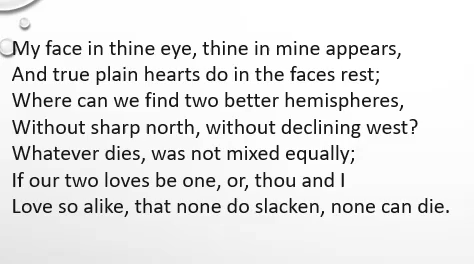 My face in thine eye, thine in mine appears,
And true plain hearts do in the faces rest;
Where can we find two better hemispheres,
Without sharp north, without declining west?
Whatever dies, was not mixed equally;
If our two loves be one, or, thou and I
Love so alike, that none do slacken, none can die.